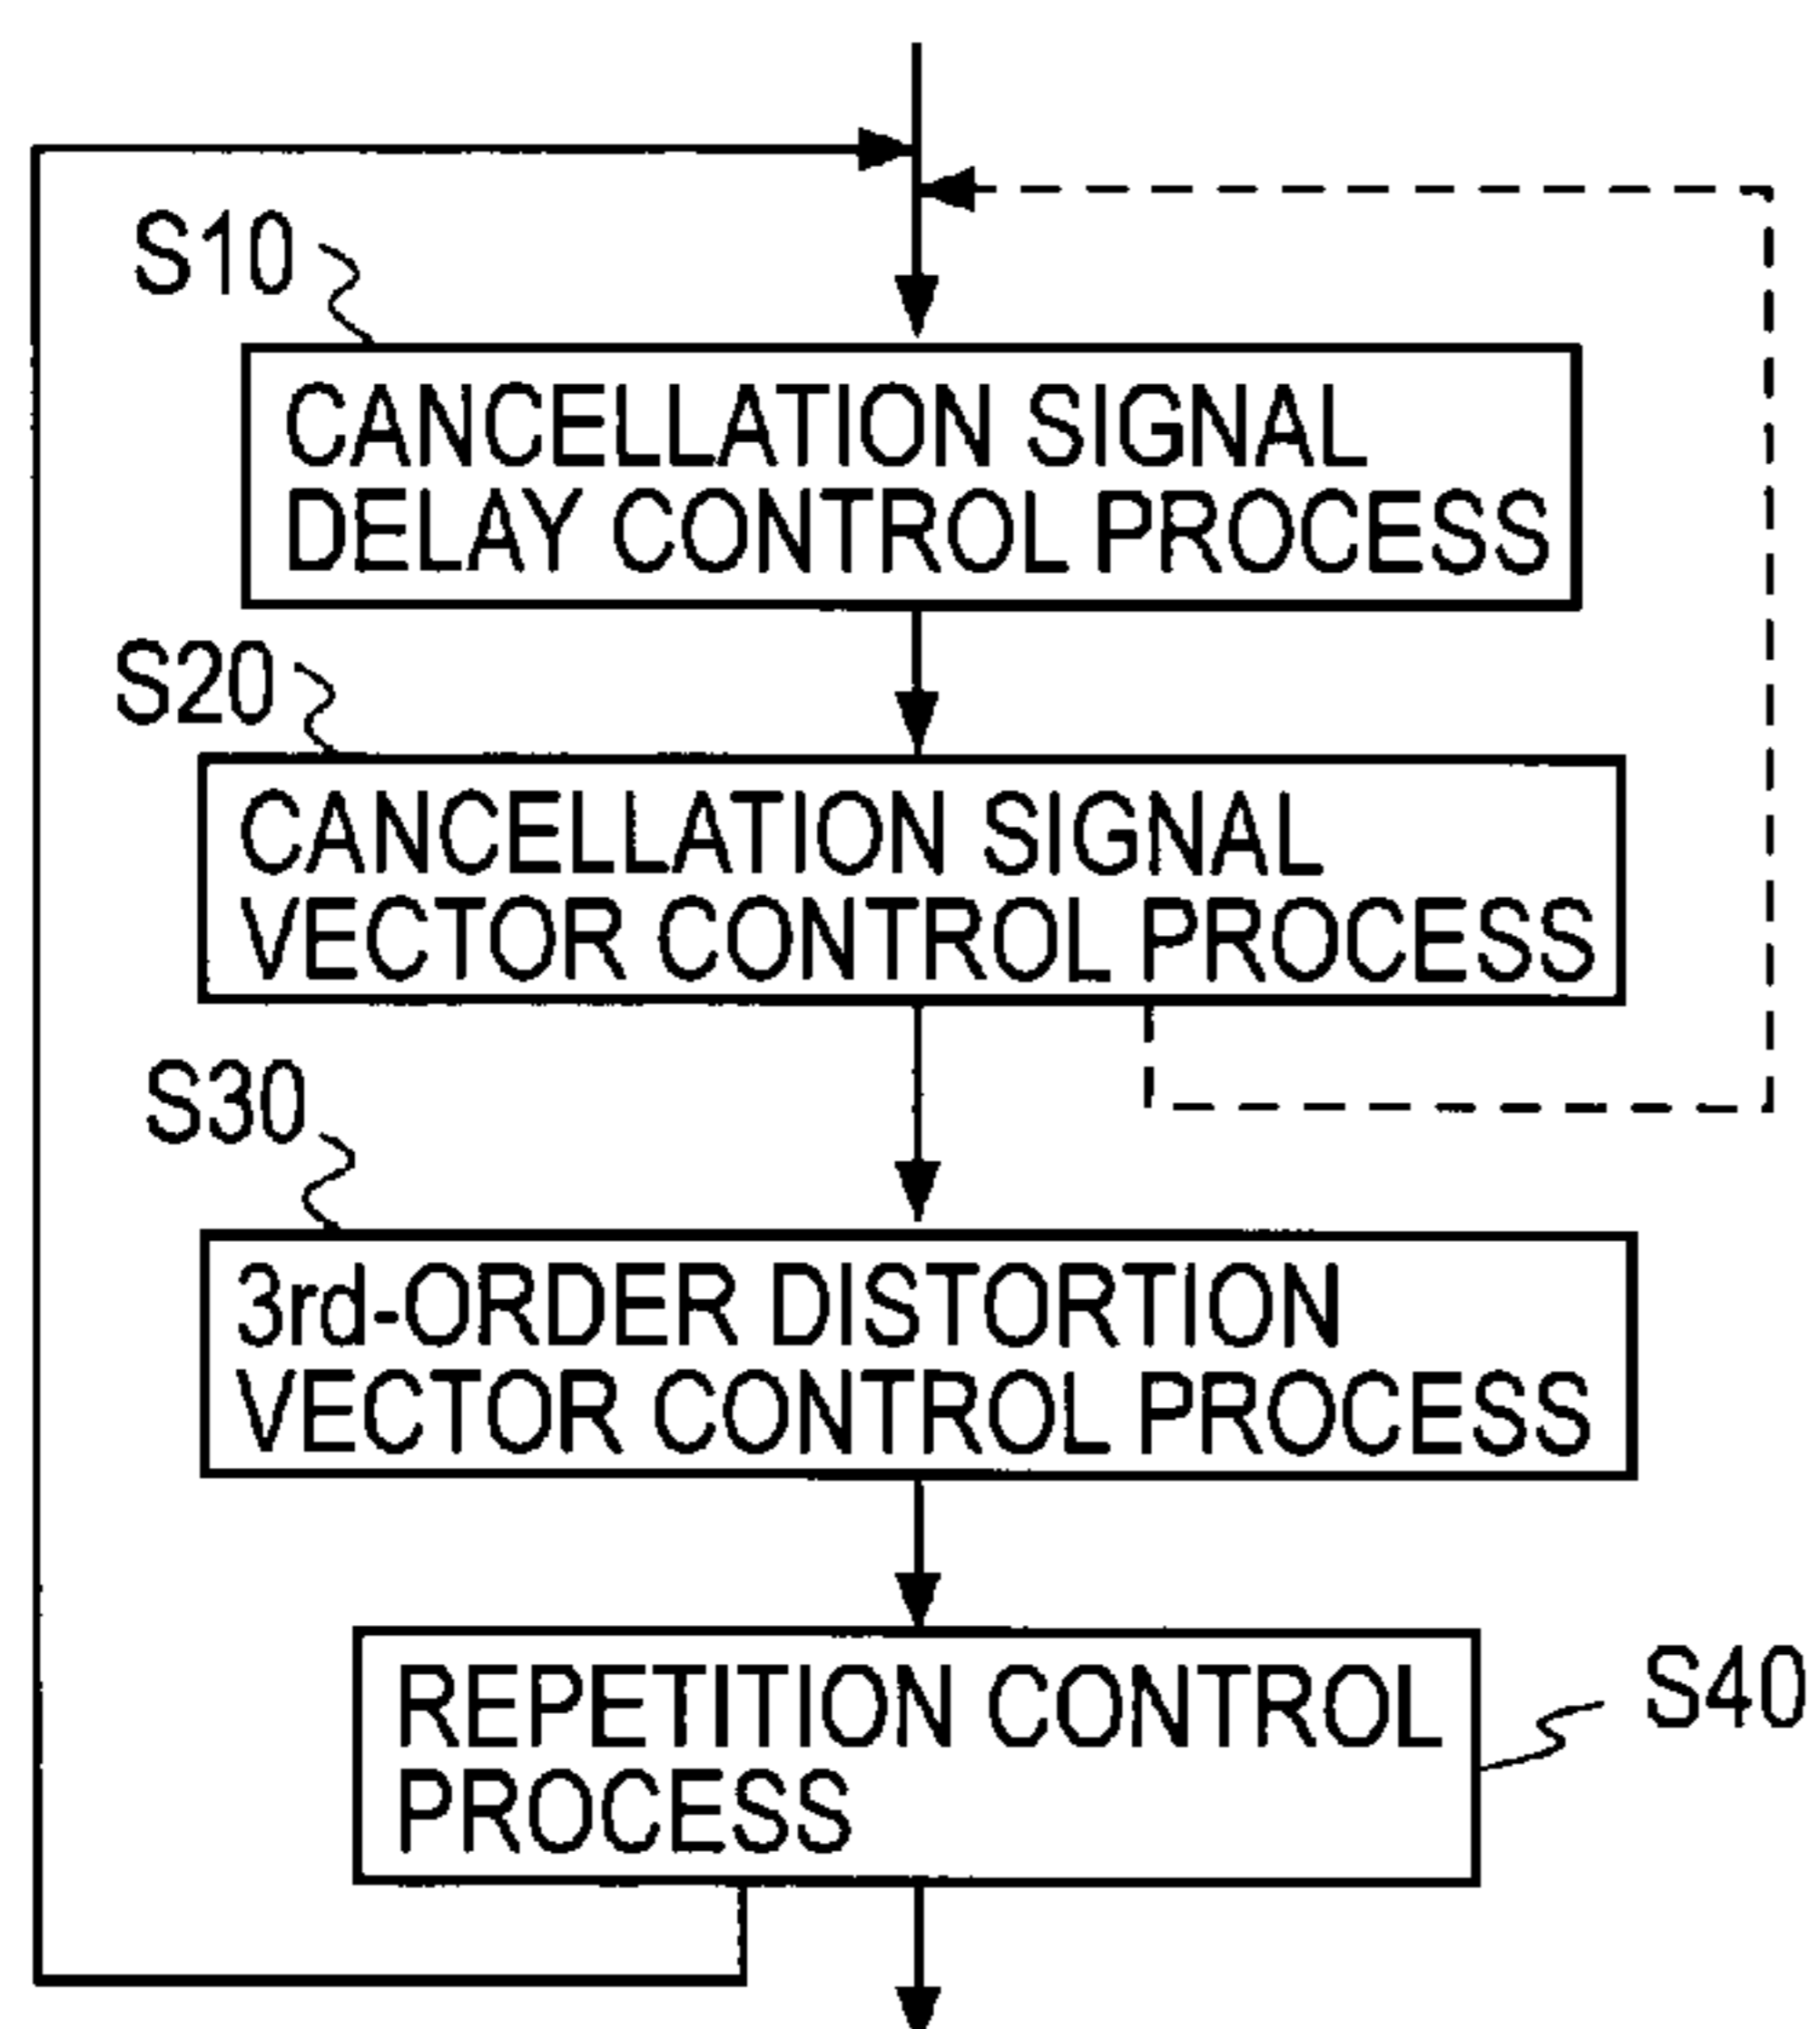 S10
CANCELLATION SIGNAL
DELAY CONTROL PROCESS
S20
CANCELLATION SIGNAL
VECTOR CONTROL PROCESS
S30
3rd-ORDER DISTORTION
VECTOR CONTROL PROCESS
REPETITION CONTROL
PROCESS
S40